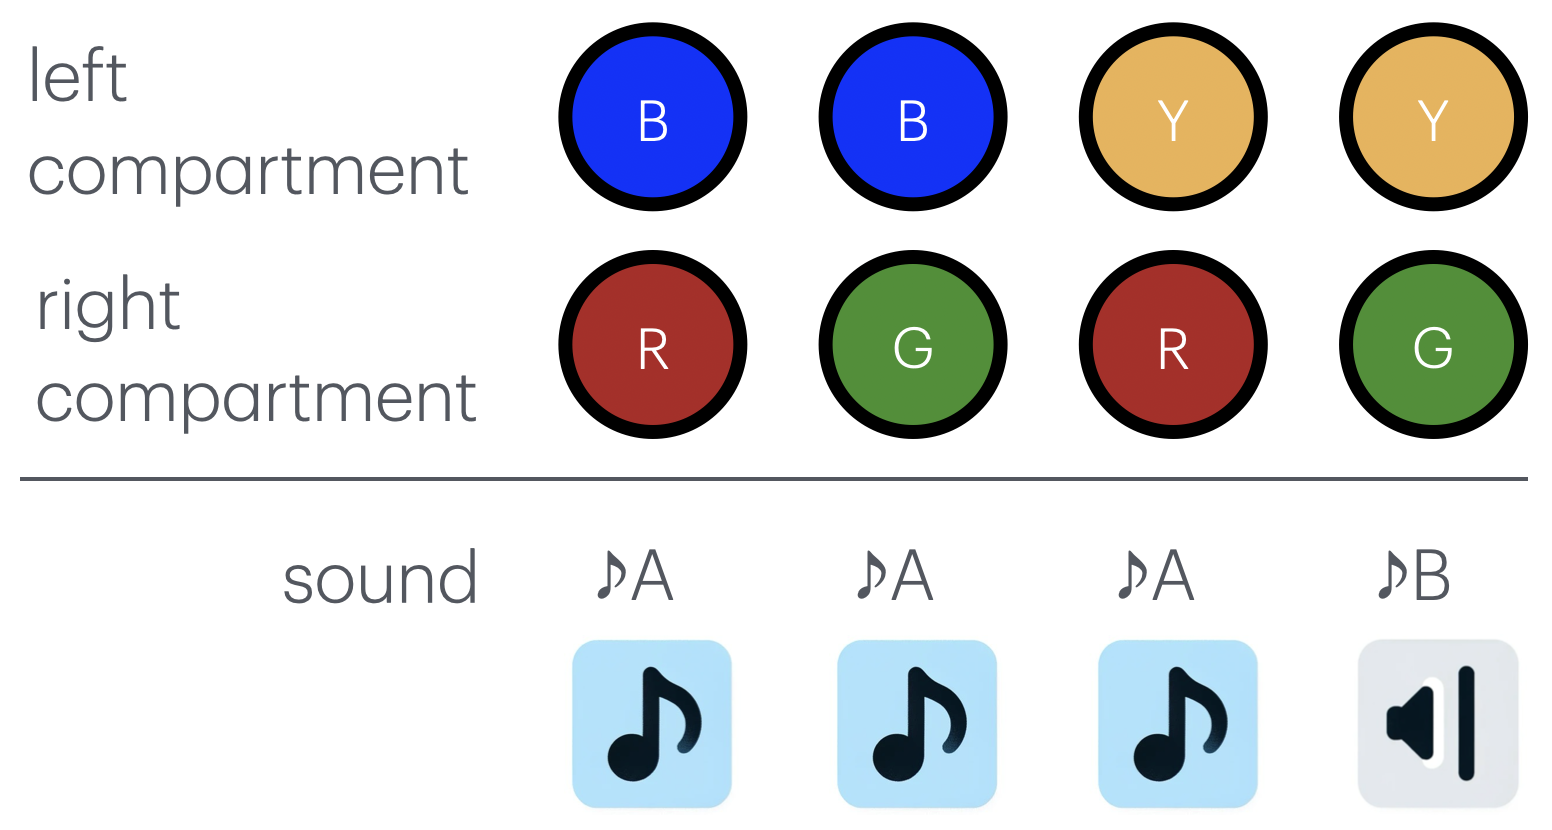 left
compartment
B B Y Y
right
compartment
R G R G
sound ♪A ♪A ♪A ♪B